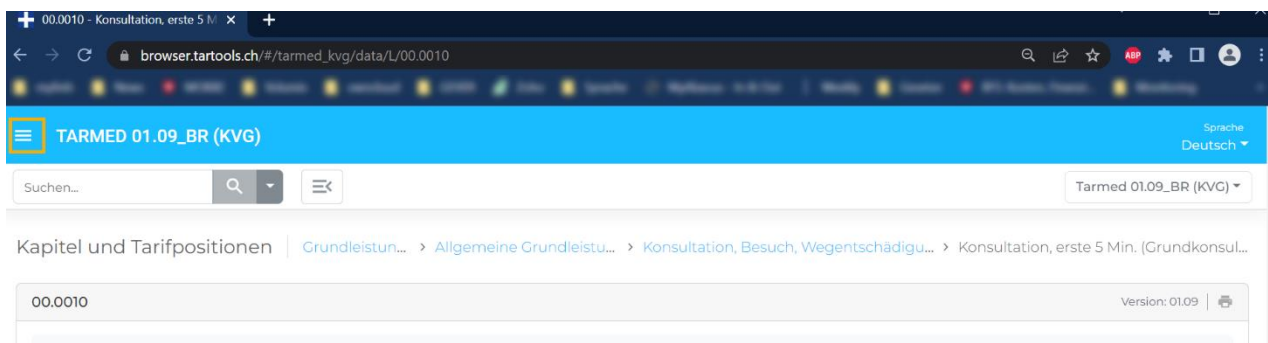 00.0010 - Konsultation, erste 5 M
browser.tartools.ch/#/tarmed_kvg/data/L/00.0010
ABP
TARMED 01.09_BR (KVG)
Sprache
Deutsch
Suchen...
Tarmed 01.09_BR (KVG)
Kapitel und Tarifpositionen Grundleistun... > Allgemeine Grundleistu... > Konsultation, Besuch, Wegentschädigu... > Konsultation, erste 5 Min. (Grundkonsul...
00.0010
Version: 01.09